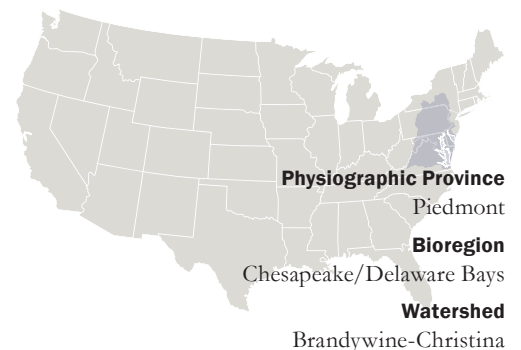 Physiographic Province
Piedmont
Bioregion
Chesapeake/Delaware Bays
Watershed
Brandywine-Christina